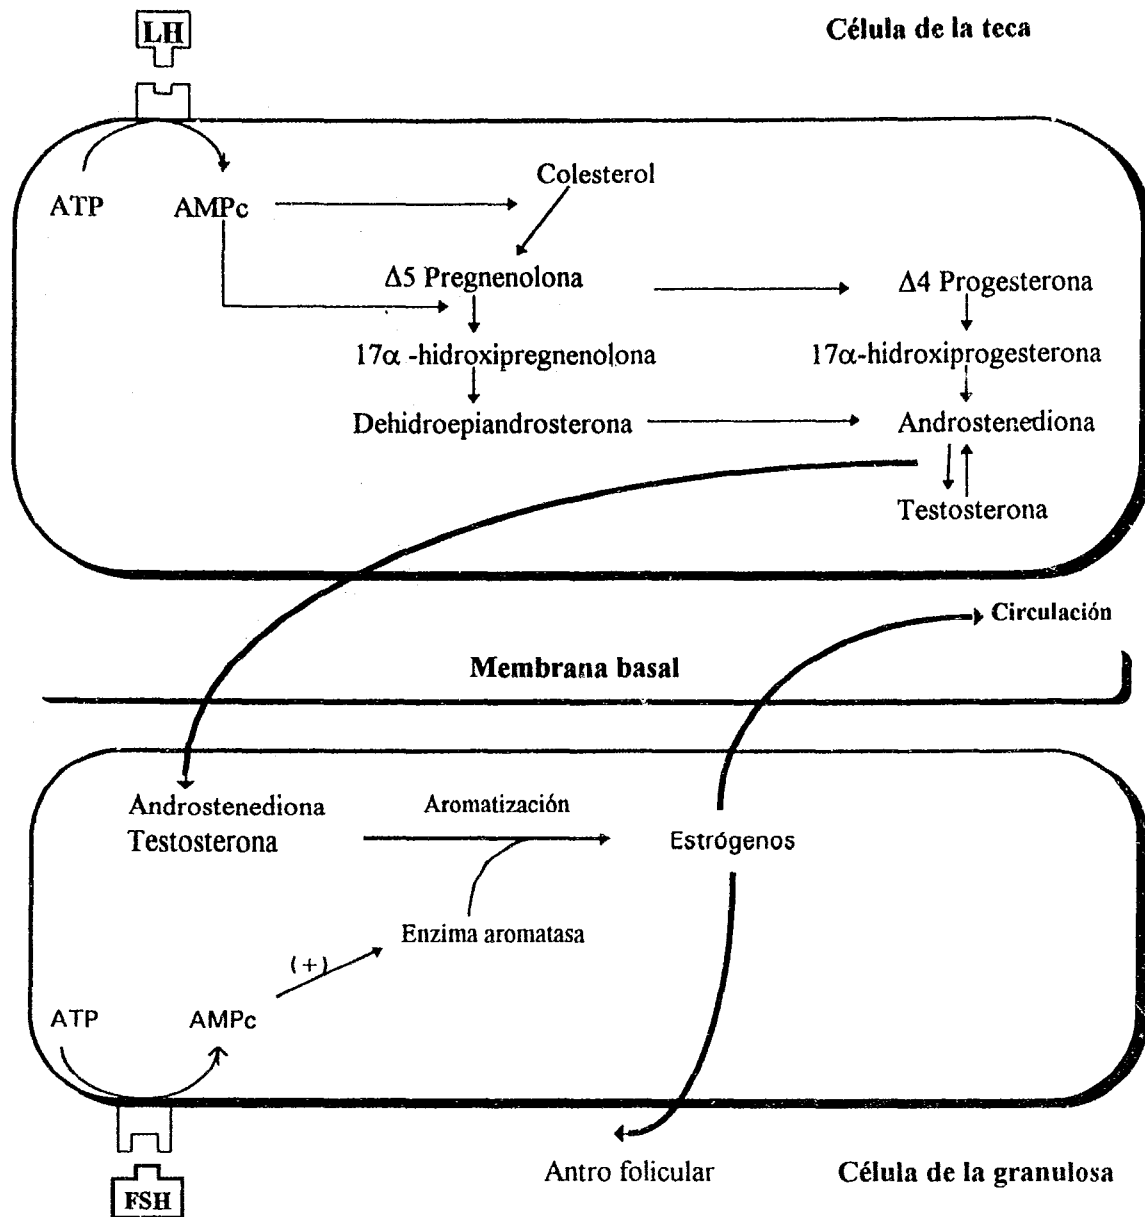 LH
Célula de la teca
Colesterol
ATP
AMPc
Δ5 Pregnenolona
Δ4 Progesterona
17α -hidroxipregnenolona
17α-hidroxiprogesterona
Dehidroepiandrosterona
Androstenediona
Testosterona
Circulación
Membrana basal
Androstenediona
Testosterona
Aromatización
Estrógenos
Enzima aromatasa
(+)
ATP
AMPc
Antro folicular
Célula de la granulosa
FSH